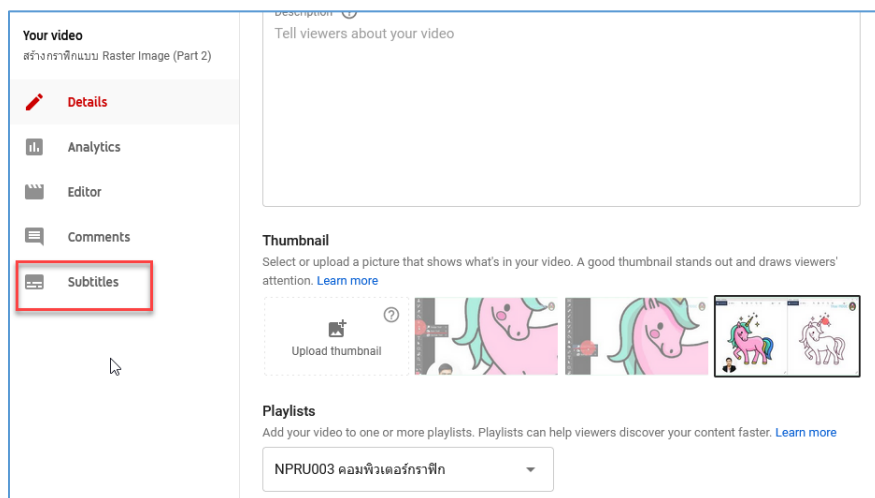 Your video
สร้างกราฟิกแบบ Raster Image (Part 2)
Details
Analytics
Editor
Comments
Subtitles
Description
Tell viewers about your video
Thumbnail
Select or upload a picture that shows what's in your video. A good thumbnail stands out and draws viewers'
attention. Learn more
Upload thumbnail
Playlists
Add your video to one or more playlists. Playlists can help viewers discover your content faster. Learn more
NPRU003 คอมพิวเตอร์กราฟิก